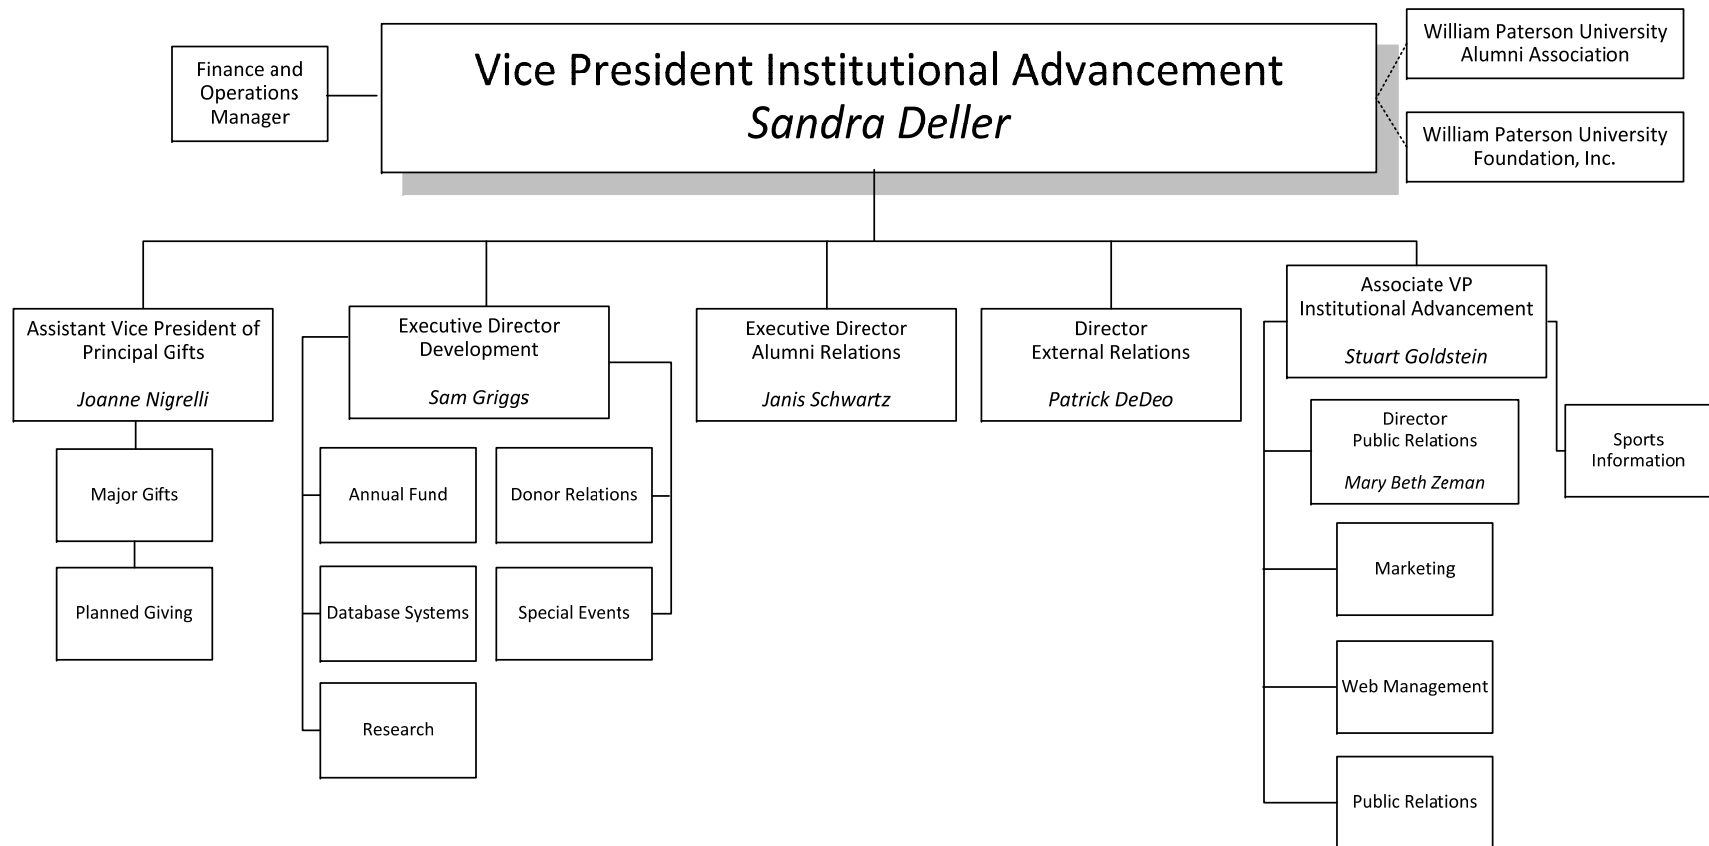 Finance and
Operations
Manager
Vice President Institutional Advancement
Sandra Deller
William Paterson University
Alumni Association
William Paterson University
Foundation, Inc.
Assistant Vice President of
Principal Gifts
Joanne Nigrelli
Major Gifts
Planned Giving
Executive Director
Development
Sam Griggs
Annual Fund
Donor Relations
Database Systems
Special Events
Research
Executive Director
Alumni Relations
Janis Schwartz
Director
External Relations
Patrick DeDeo
Associate VP
Institutional Advancement
Stuart Goldstein
Director
Public Relations
Mary Beth Zeman
Sports
Information
Marketing
Web Management
Public Relations